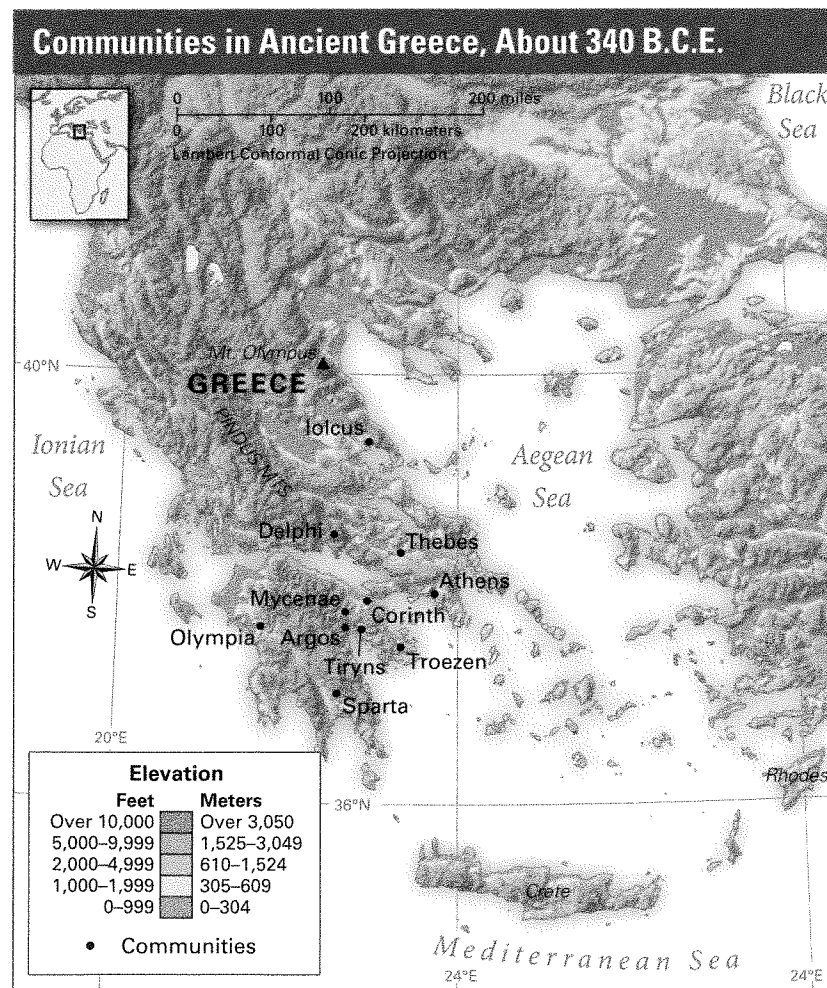 Communities in Ancient Greece, About 340 B.C.E.
0 100 200 miles
0 100 200 kilometers
Lambert Conformal Conic Projection
Black
Sea
Mt. Olympus
40°N
GREECE
PINDUS MTS
Iolcus
Ionian
Sea
Aegean
Sea
N
W E
S
Delphi
Thebes
Athens
Mycenae
Corinth
Olympia
Argos
Tiryns
Troezen
Sparta
20°E
Rhodes
36°N
Elevation
Feet Meters
Over 10,000 Over 3,050
5,000–9,999 1,525–3,049
2,000–4,999 610–1,524
1,000–1,999 305–609
0–999 0–304
Communities
Crate
Mediterranean Sea
24°E
24°E